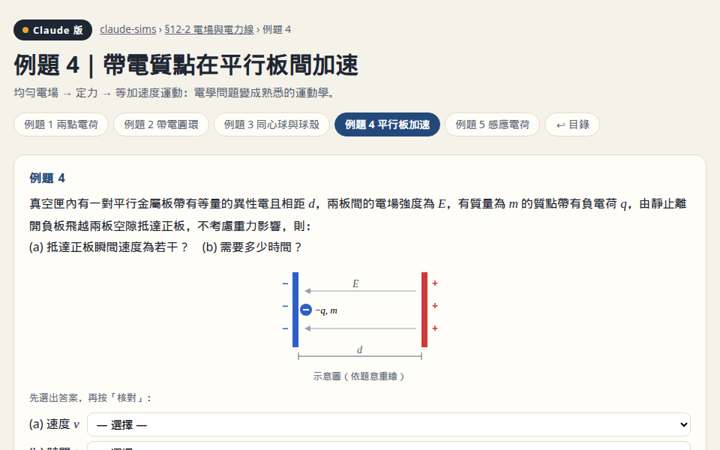 Claude 版 claude-sims › §12-2 電場與電力線 › 例題 4
例題 4｜帶電質點在平行板間加速
均勻電場 → 定力 → 等加速度運動：電學問題變成熟悉的運動學。
例題 1 兩點電荷 例題 2 帶電圓環 例題 3 同心球與球殼 例題 4 平行板加速 例題 5 感應電荷 ↩ 目錄
例題 4
真空匣內有一對平行金屬板帶有等量的異性電且相距 d，兩板間的電場強度為 E，有質量為 m 的質點帶有負電荷 q，由靜止離
開負板飛越兩板空隙抵達正板，不考慮重力影響，則：
(a) 抵達正板瞬間速度為若干？ (b) 需要多少時間？
− E +
− − −q, m +
− +
d
示意圖（依題意重繪）
先選出答案，再按「核對」：
(a) 速度 v — 選擇 —